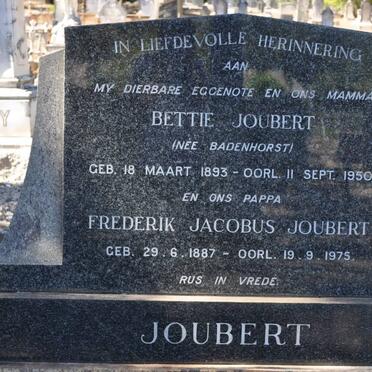 IN LIEFDEVOLLE HERINNERING
AAN
MY DIERBARE EGGENOTE EN ONS MAMMA
BETTIE JOUBERT
(NÉE BADENHORST)
GEB. 18 MAART 1893 - OORL. 11 SEPT. 1950
EN ONS PAPPA
FREDERIK JACOBUS JOUBERT
GEB. 29.6.1887 - OORL. 19.9.1975.
RUS IN VREDE.
JOUBERT